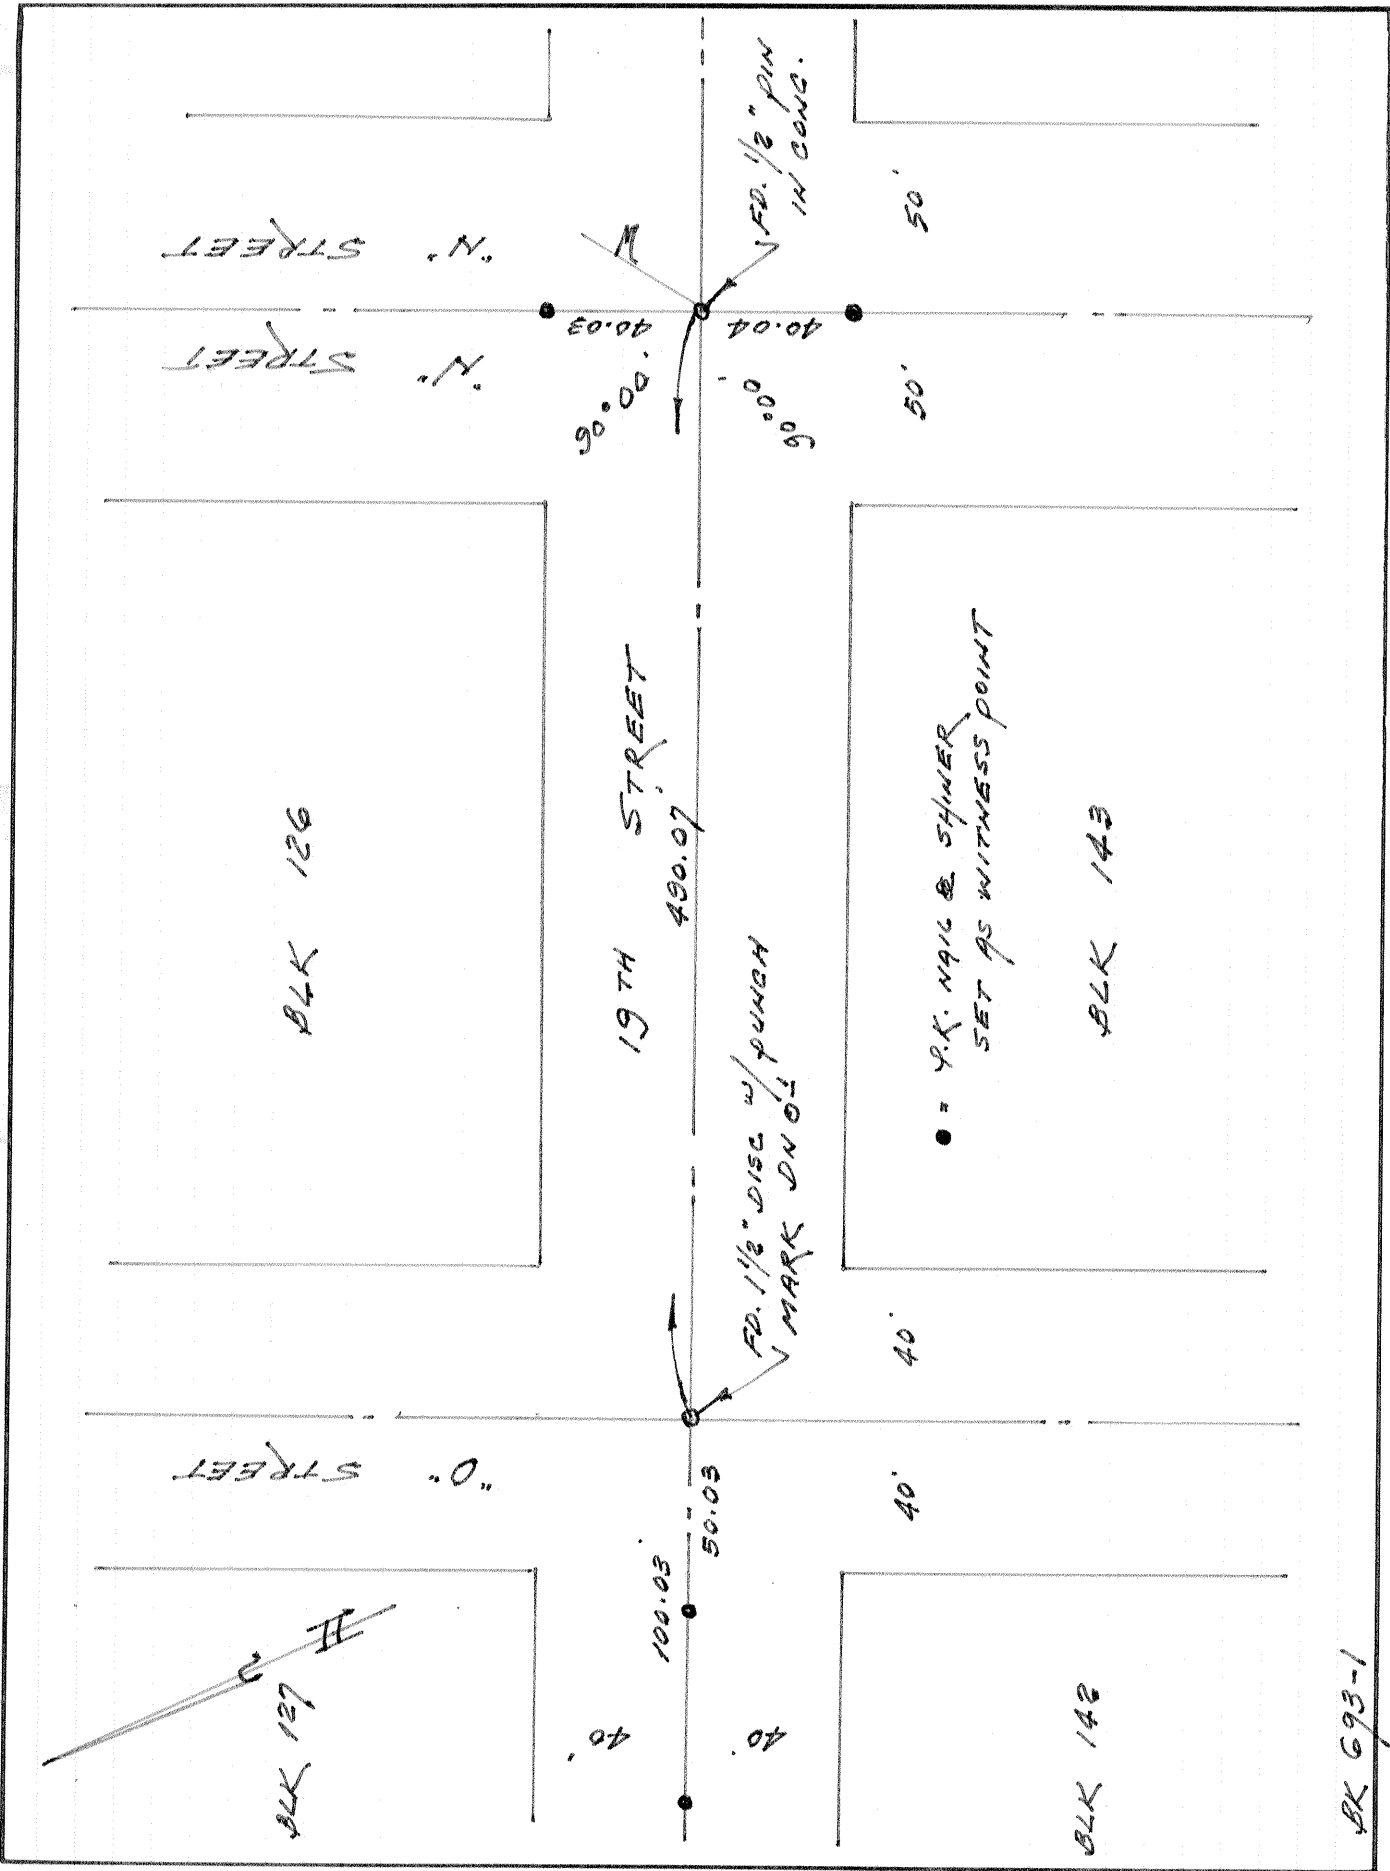 BLK 127
"O" STREET
BLK 126
"N" STREET
"N" STREET
40'
100.03'
50.03
40'
19TH STREET
490.07'
90°00'
40.03
M
90°00'
40.04
FD. 1/2" PIN
IN CONC.
FD. 1 1/2" DISC W/ PUNCH
MARK DN 0.1
40'
40'
50'
50'
● = P.K. NAIL & SHINER
SET AS WITNESS POINT
BLK 142
BLK 143
BK 693-1